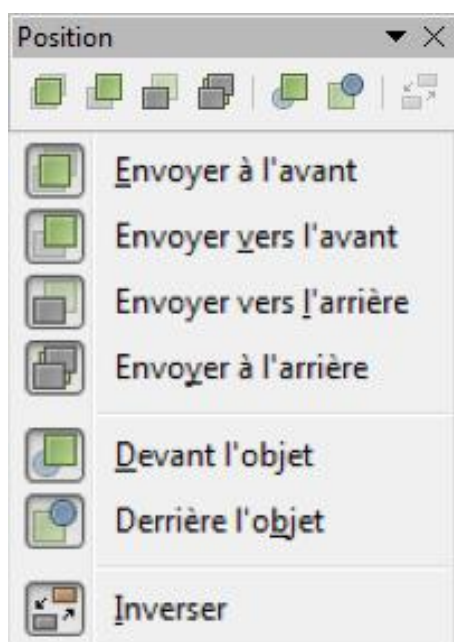 Position
Envoyer à l'avant
Envoyer vers l'avant
Envoyer vers l'arrière
Envoyer à l'arrière
Devant l'objet
Derrière l'objet
Inverser